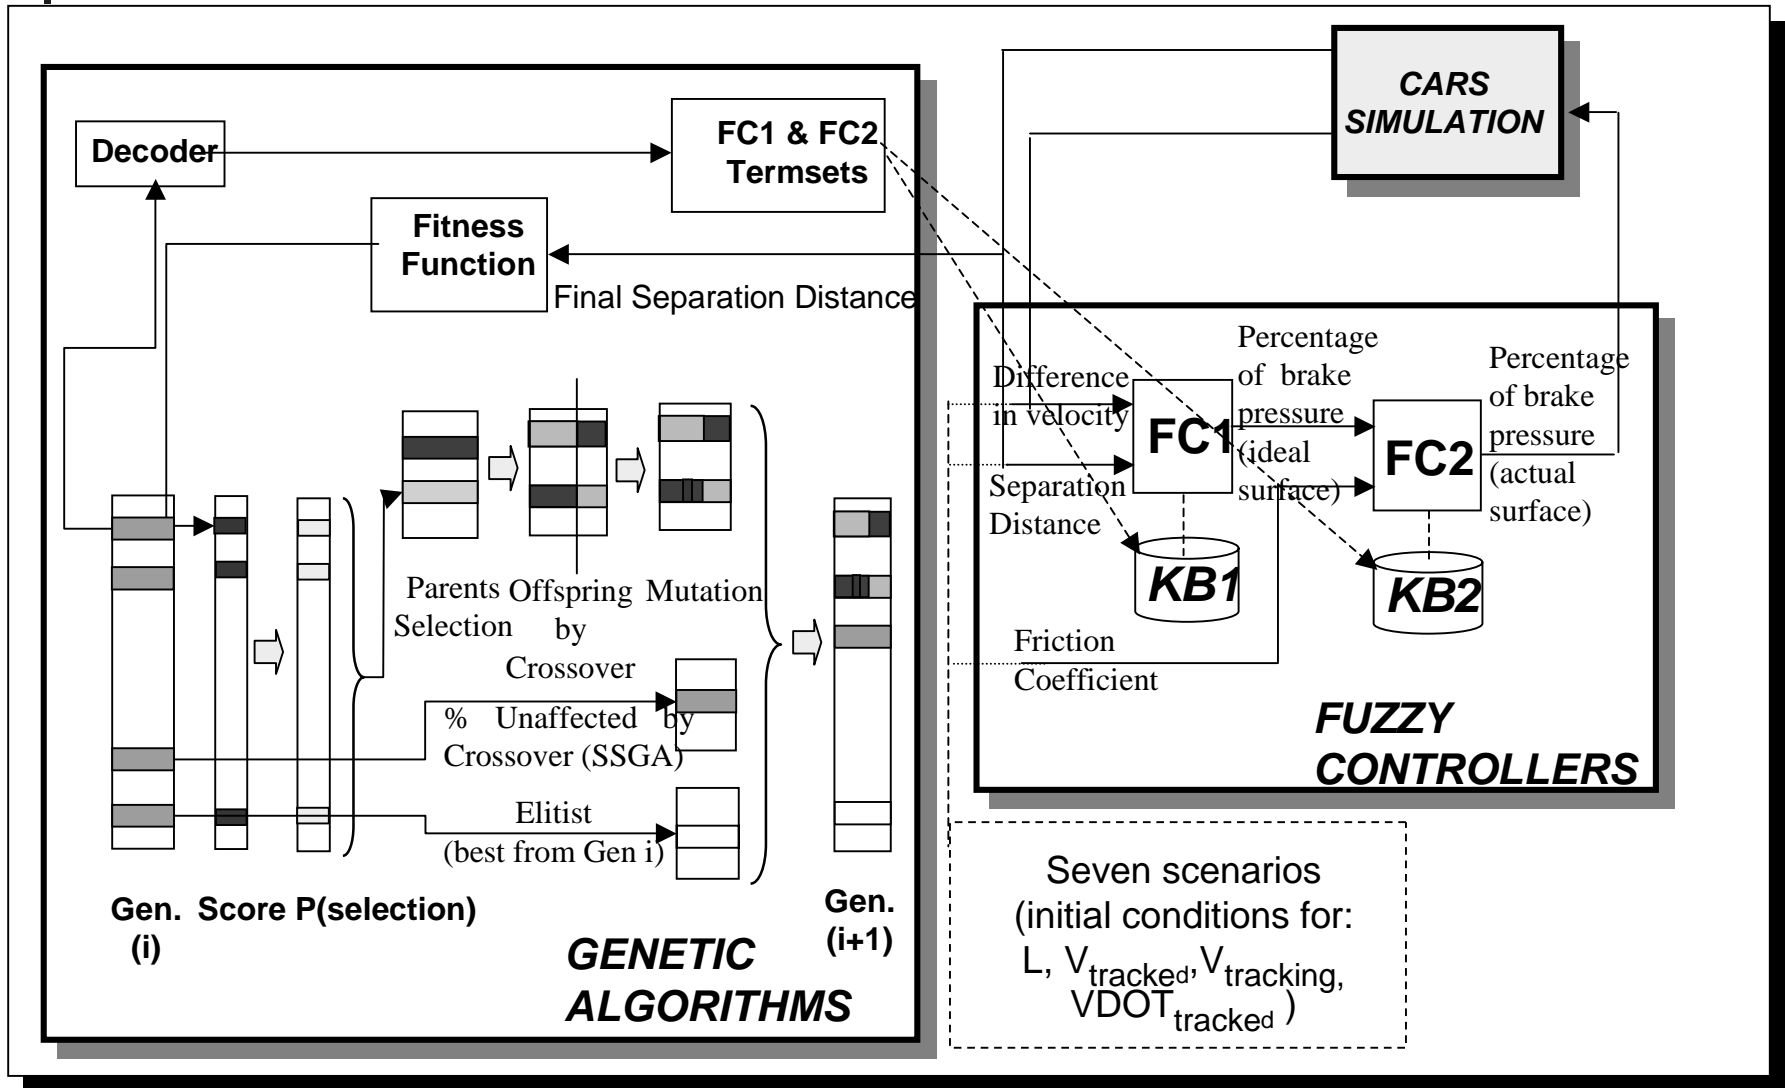 CARS
SIMULATION
Decoder
FC1 & FC2
Termsets
Fitness
Function
Final Separation Distance
Difference
in velocity
Percentage
of brake
pressure
(ideal
surface)
Percentage
of brake
pressure
(actual
surface)
FC1
FC2
Separation
Distance
KB1
KB2
Friction
Coefficient
FUZZY
CONTROLLERS
Parents
Selection
Offspring
by
Crossover
Mutation
% Unaffected by
Crossover (SSGA)
Elitist
(best from Gen i)
Gen.
(i)
Score
P(selection)
Gen.
(i+1)
GENETIC
ALGORITHMS
Seven scenarios
(initial conditions for:
L, Vtracked, Vtracking,
VDOTtracked )